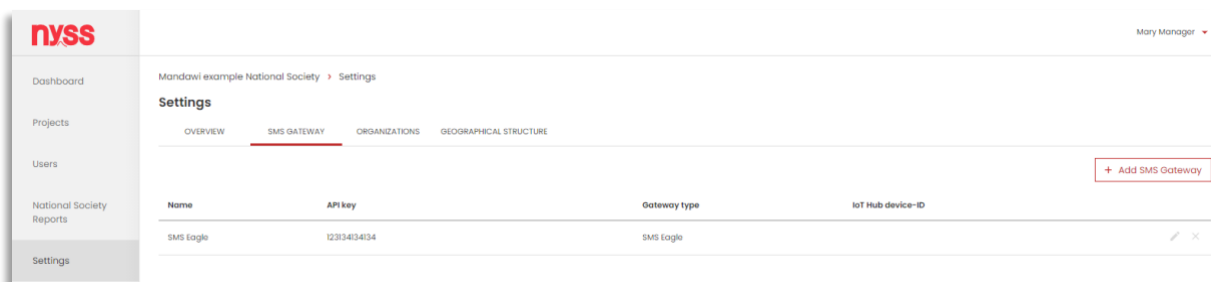 nyss
Mary Manager
Dashboard
Projects
Users
National Society
Reports
Settings
Mandawi example National Society > Settings
Settings
OVERVIEW SMS GATEWAY ORGANIZATIONS GEOGRAPHICAL STRUCTURE
+ Add SMS Gateway
Name API key Gateway type IoT Hub device-ID
SMS Eagle 123134134134 SMS Eagle